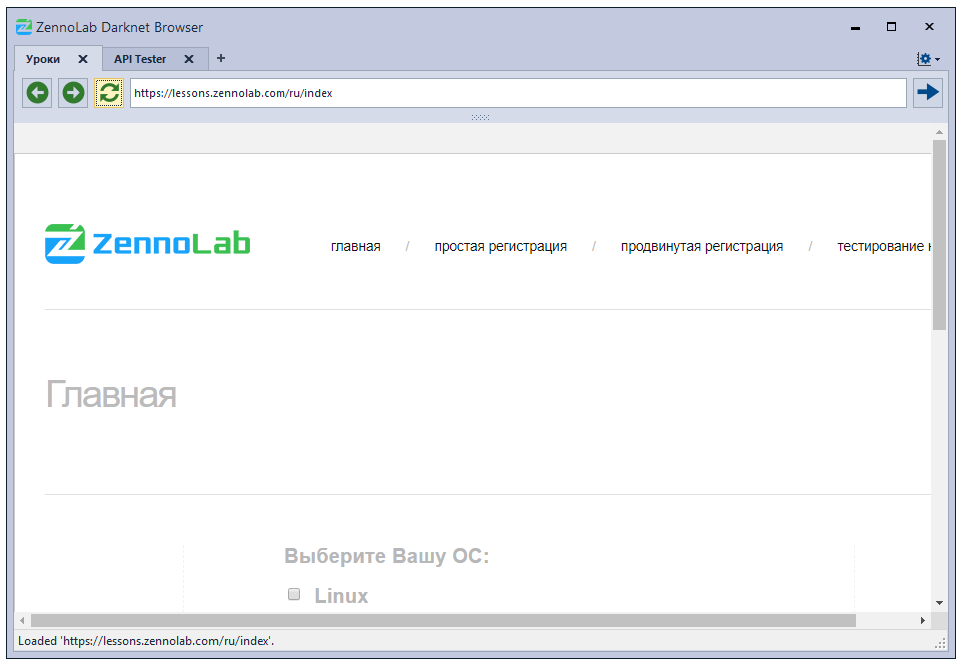 ZennoLab Darknet Browser
Уроки API Tester
https://lessons.zennolab.com/ru/index
ZennoLab главная / простая регистрация / продвинутая регистрация / тестирование
Главная
Выберите Вашу ОС:
Linux
Loaded 'https://lessons.zennolab.com/ru/index'.